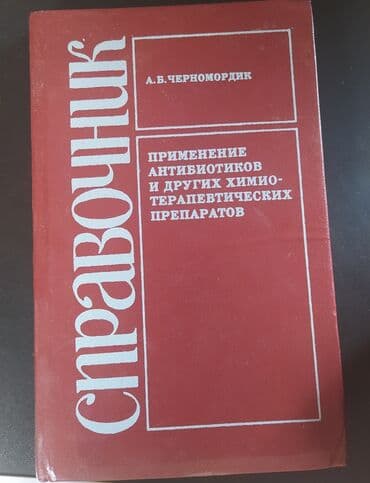 СПРАВОЧНИК
А.Б.ЧЕРНОМОРДИК
ПРИМЕНЕНИЕ
АНТИБИОТИКОВ
И ДРУГИХ ХИМИО-
ТЕРАПЕВТИЧЕСКИХ
ПРЕПАРАТОВ